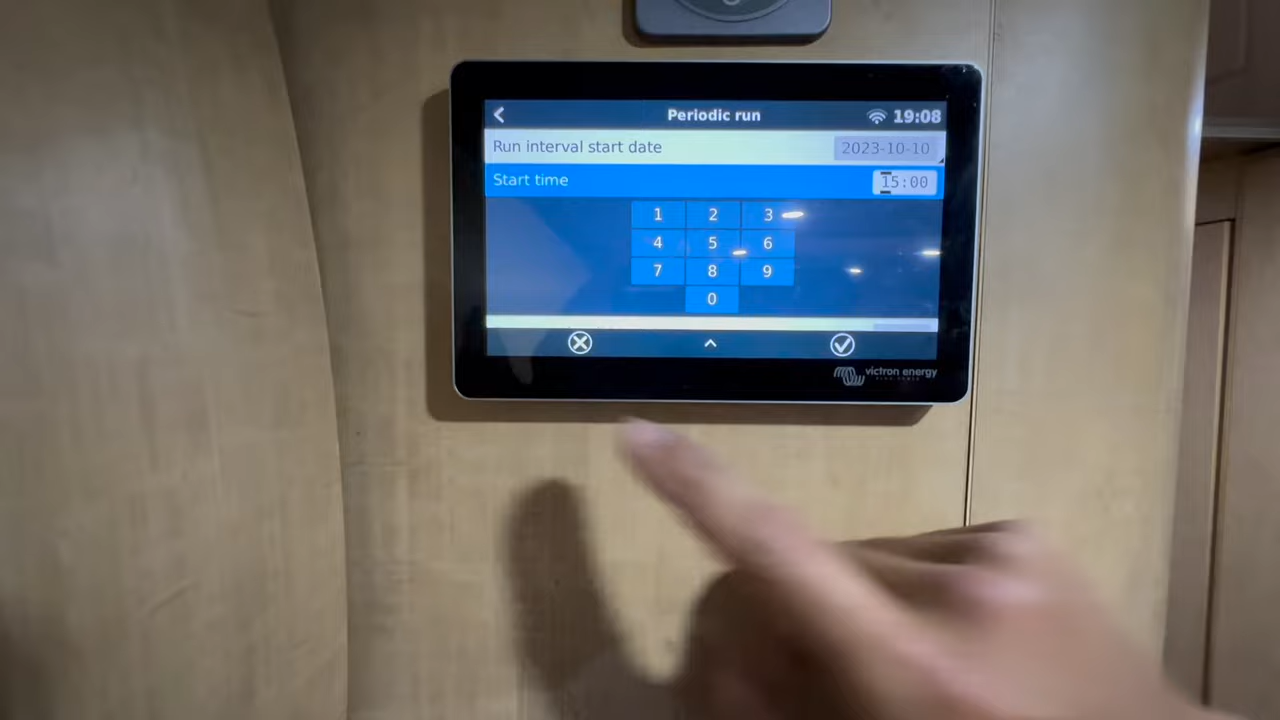 Periodic run 19:08
Run interval start date 2023-10-10
Start time 15:00
1 2 3
4 5 6
7 8 9
0
victron energy